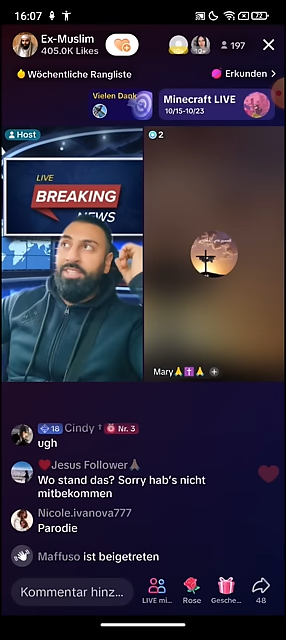 16:07
72
Ex-Muslim
405.0K Likes
197
Wöchentliche Rangliste
Erkunden
Vielen Dank
Minecraft LIVE
10/15-10/23
Host
2
LIVE
BREAKING
NEWS
Mary
18 Cindy Nr. 3
ugh
Jesus Follower
Wo stand das? Sorry hab's nicht
mitbekommen
Nicole.ivanova777
Parodie
Maffuso ist beigetreten
Kommentar hinz...
LIVE mi...
Rose
Gesche...
48